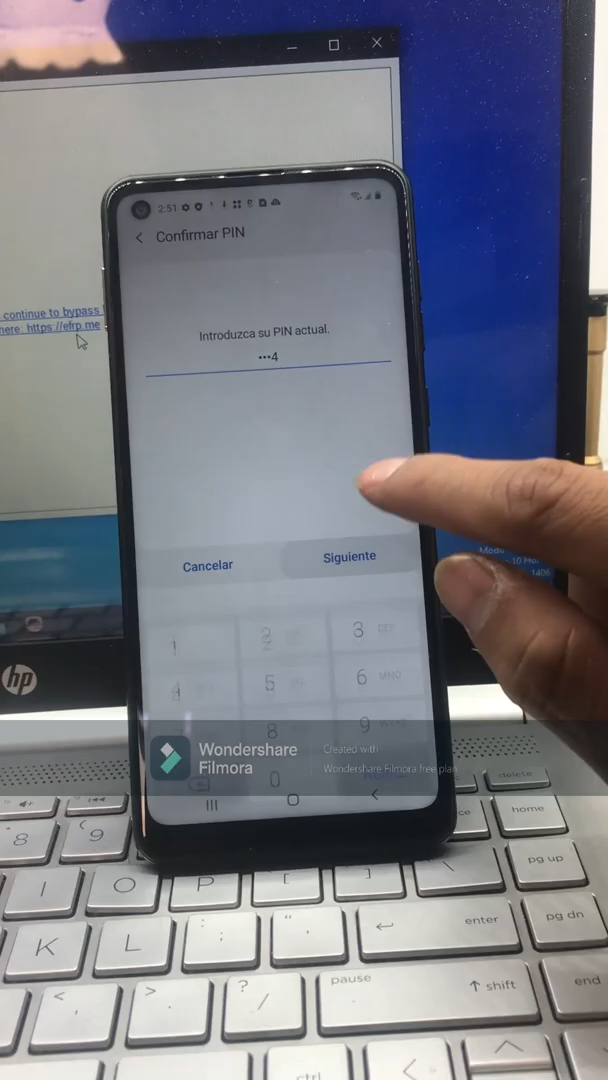 continue to bypass
here: https://efrp.me
2:51
Confirmar PIN
Introduzca su PIN actual.
•••4
Cancelar
Siguiente
1
2
3 DEF
4
5
6 MNO
8
9
0
Wondershare
Filmora
Created with
Wondershare Filmora free plan
1406
hp
delete
home
8
( 9
pg up
I
O
P
[
]
\
enter
pg dn
K
L
: ;
" '
pause
shift
end
<
,
>
.
?
/
ctrl